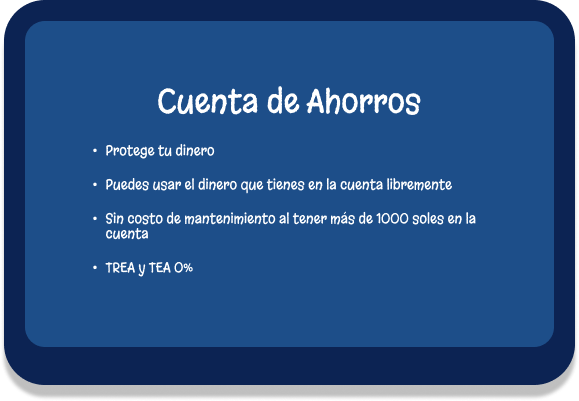 Cuenta de Ahorros
• Protege tu dinero
• Puedes usar el dinero que tienes en la cuenta libremente
• Sin costo de mantenimiento al tener más de 1000 soles en la
cuenta
• TREA y TEA 0%